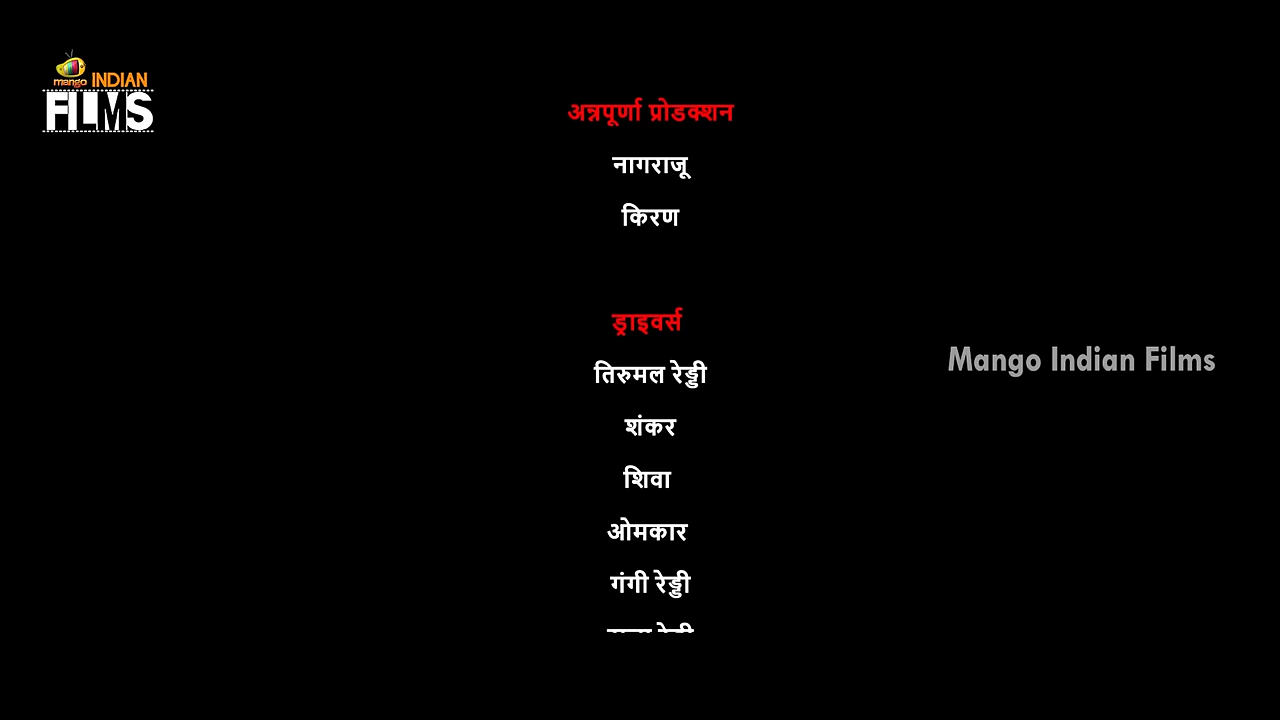 mango INDIAN
FILMS
अन्नपूर्णा प्रोडक्शन
नागराजू
किरण
ड्राइवर्स
तिरुमल रेड्डी
Mango Indian Films
शंकर
शिवा
ओमकार
गंगी रेड्डी